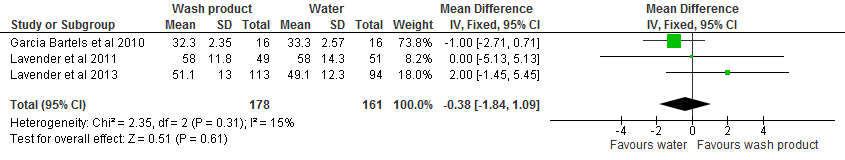 Wash product Water Mean Difference Mean Difference
Study or Subgroup Mean SD Total Mean SD Total Weight IV, Fixed, 95% CI IV, Fixed, 95% CI
Garcia Bartels et al 2010 32.3 2.35 16 33.3 2.57 16 73.8% -1.00 [-2.71, 0.71]
Lavender et al 2011 58 11.8 49 58 14.3 51 8.2% 0.00 [-5.13, 5.13]
Lavender et al 2013 51.1 13 113 49.1 12.3 94 18.0% 2.00 [-1.45, 5.45]
Total (95% CI) 178 161 100.0% -0.38 [-1.84, 1.09]
Heterogeneity: Chi² = 2.35, df = 2 (P = 0.31); I² = 15%
Test for overall effect: Z = 0.51 (P = 0.61)
-4 -2 0 2 4
Favours water Favours wash product